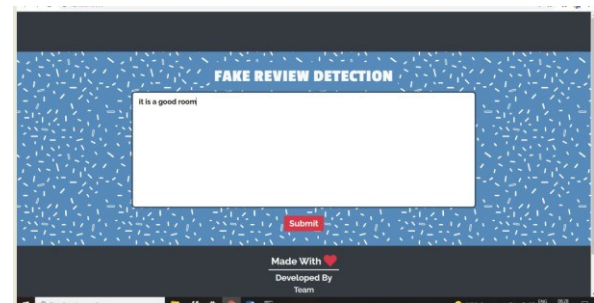 FAKE REVIEW DETECTION
it is a good room
Submit
Made With
Developed By
Team